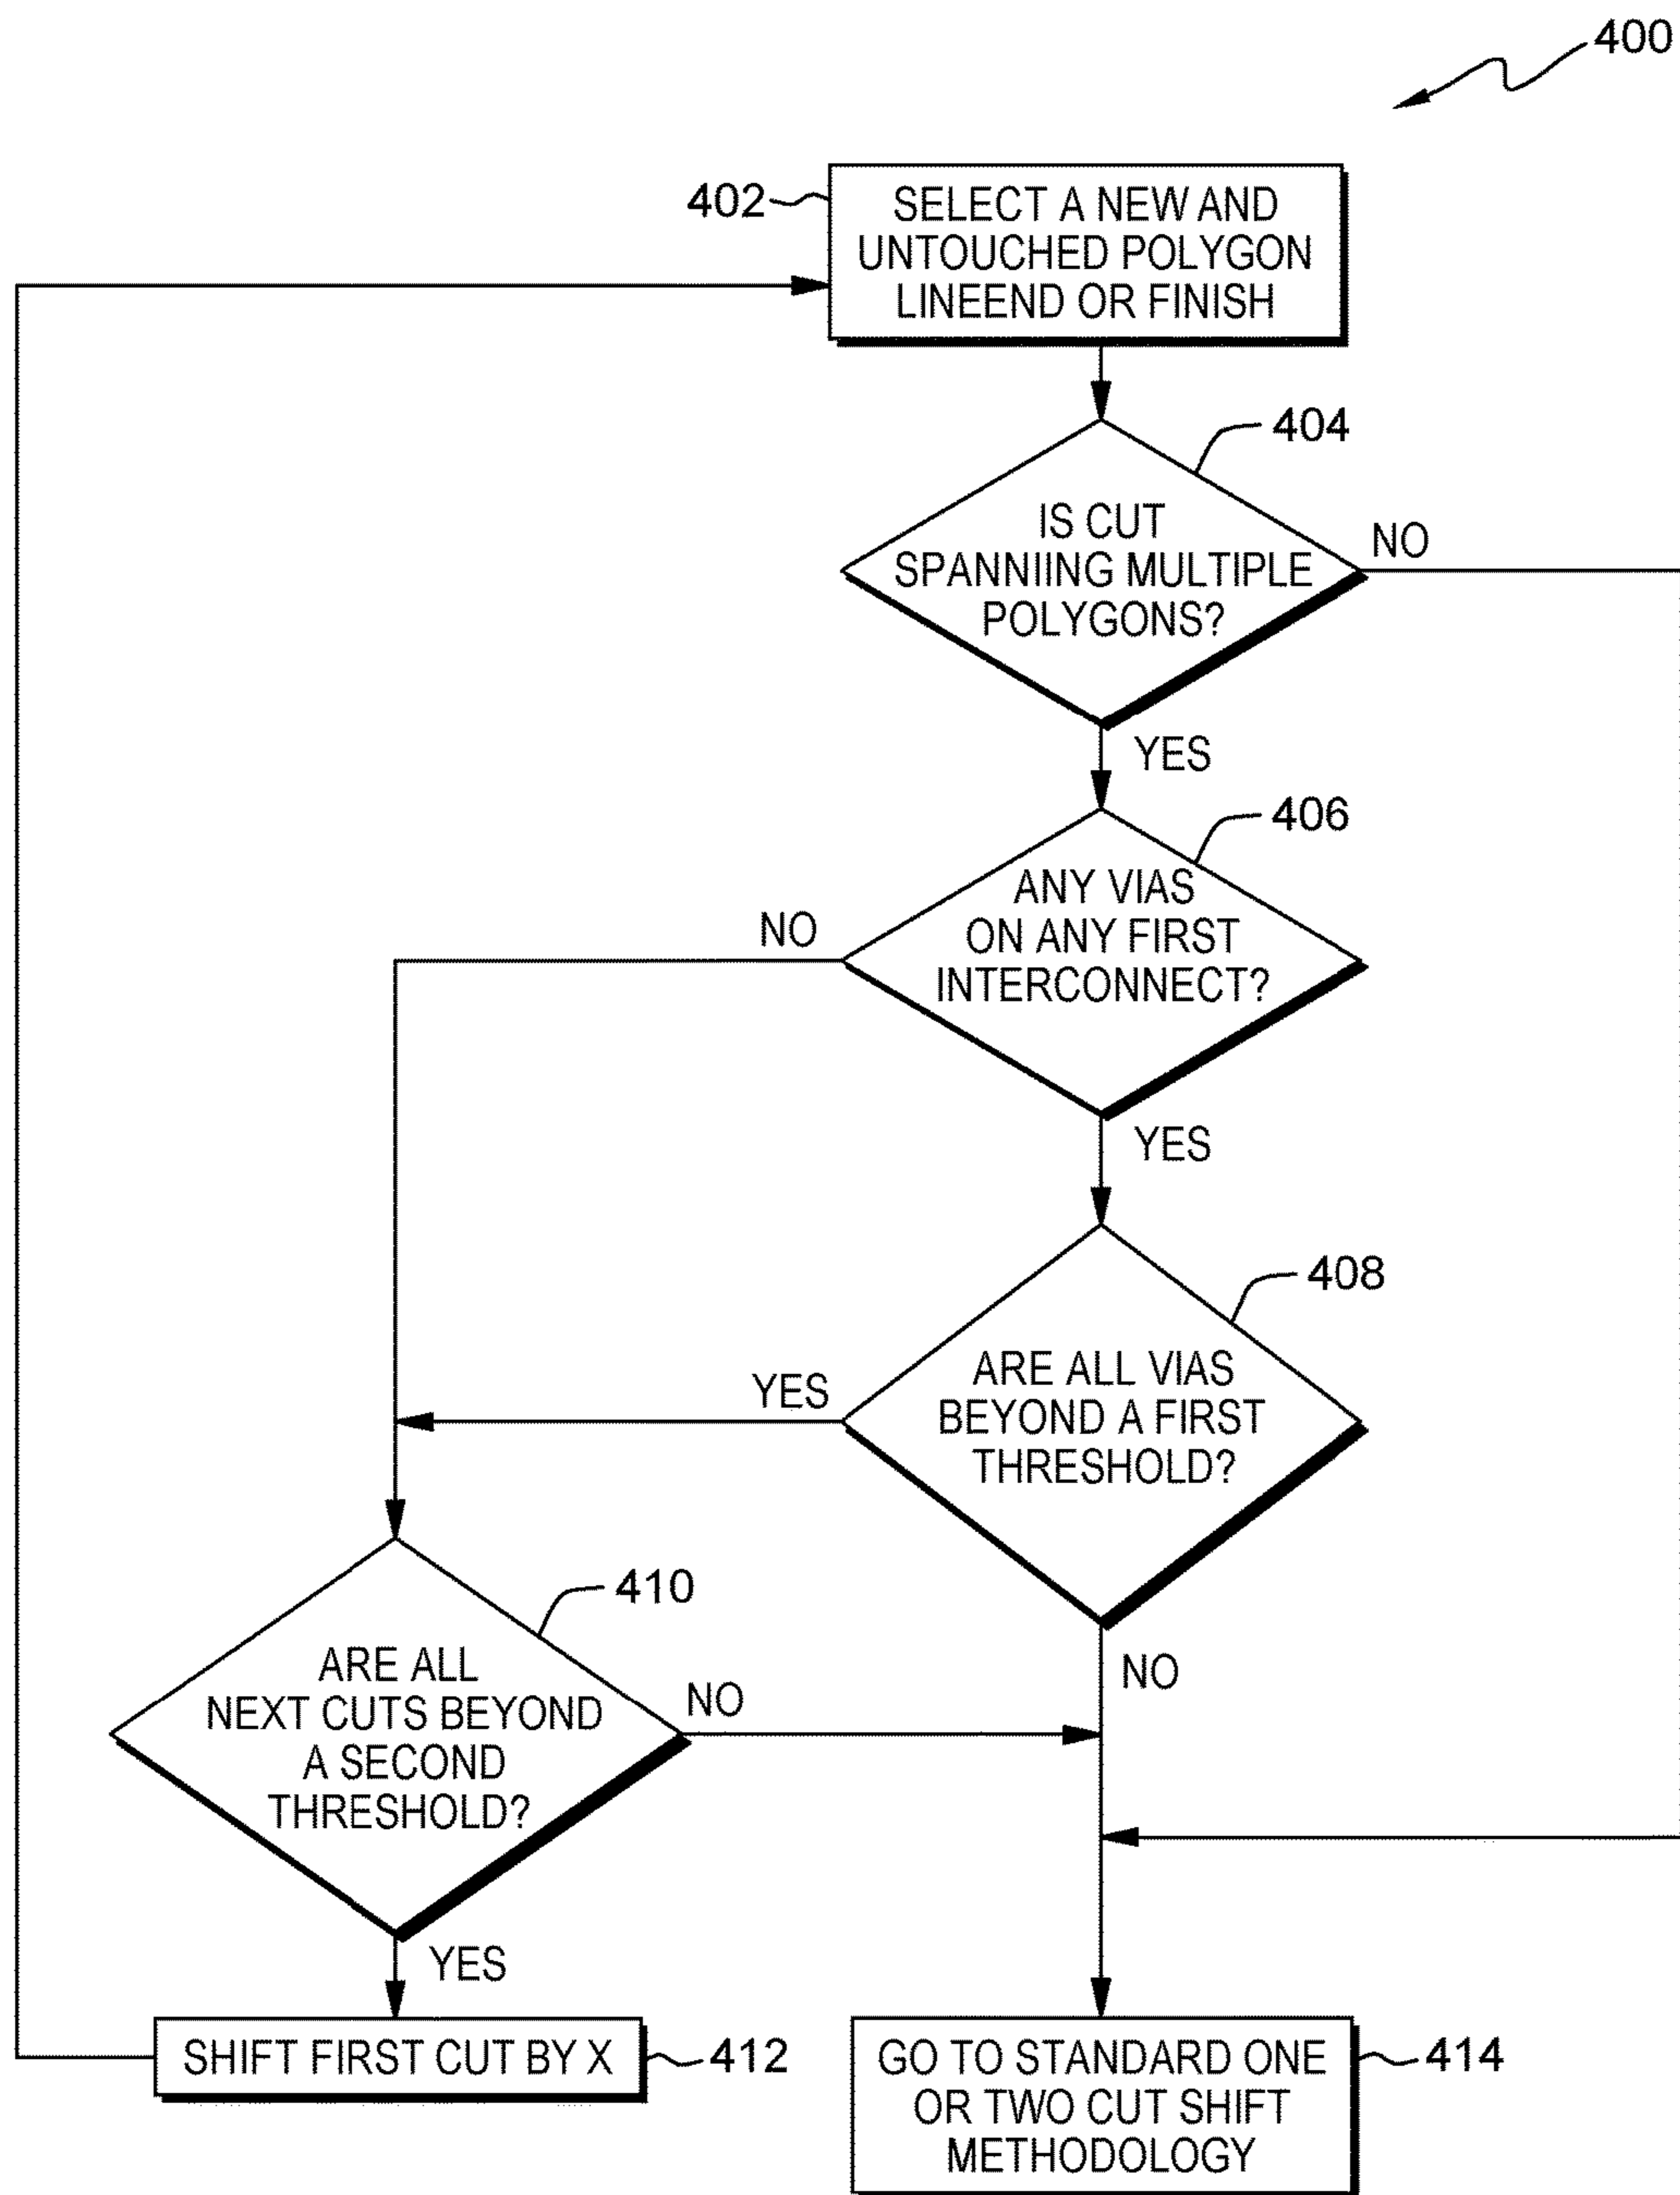 400
402
SELECT A NEW AND
UNTOUCHED POLYGON
LINEEND OR FINISH
404
IS CUT
SPANNIING MULTIPLE
POLYGONS?
NO
YES
406
ANY VIAS
ON ANY FIRST
INTERCONNECT?
NO
YES
408
ARE ALL VIAS
BEYOND A FIRST
THRESHOLD?
YES
NO
410
ARE ALL
NEXT CUTS BEYOND
A SECOND
THRESHOLD?
NO
YES
SHIFT FIRST CUT BY X
412
GO TO STANDARD ONE
OR TWO CUT SHIFT
METHODOLOGY
414